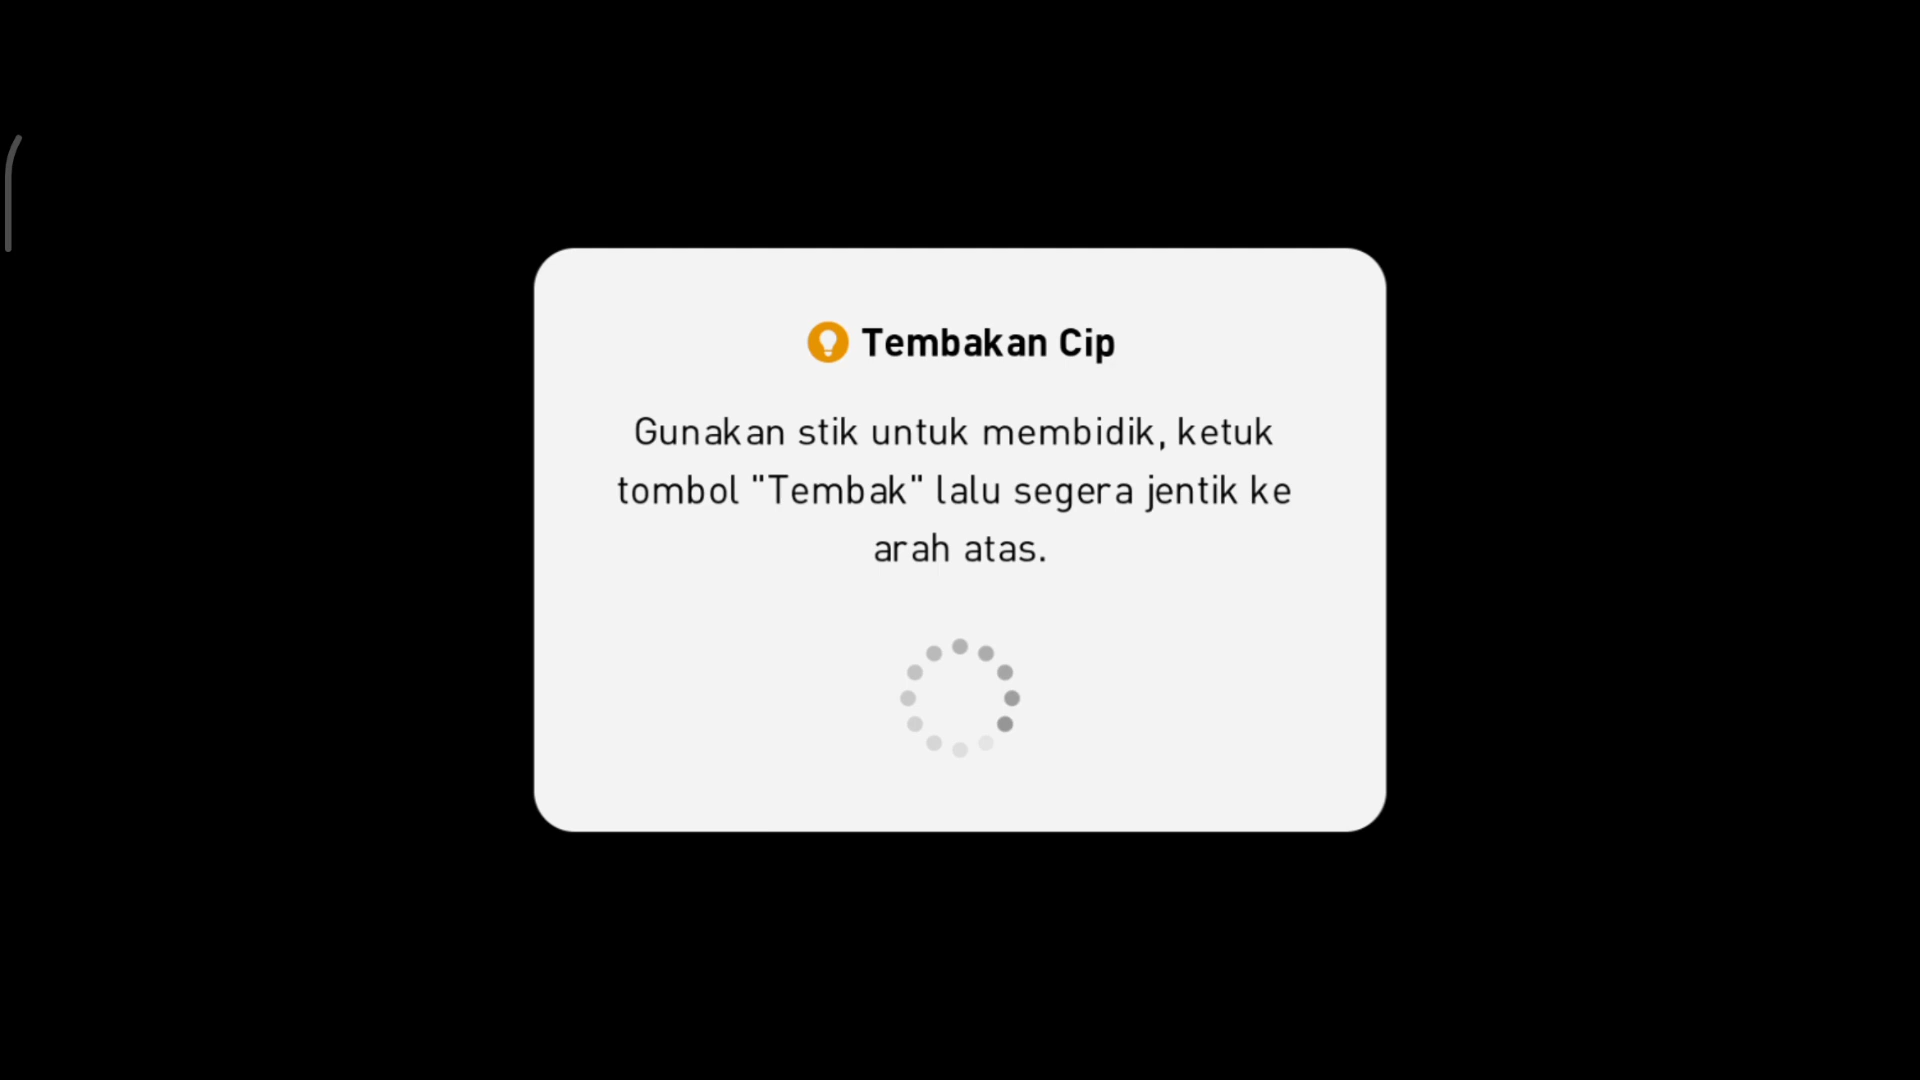 Tembakan Cip
Gunakan stik untuk membidik, ketuk
tombol "Tembak" lalu segera jentik ke
arah atas.